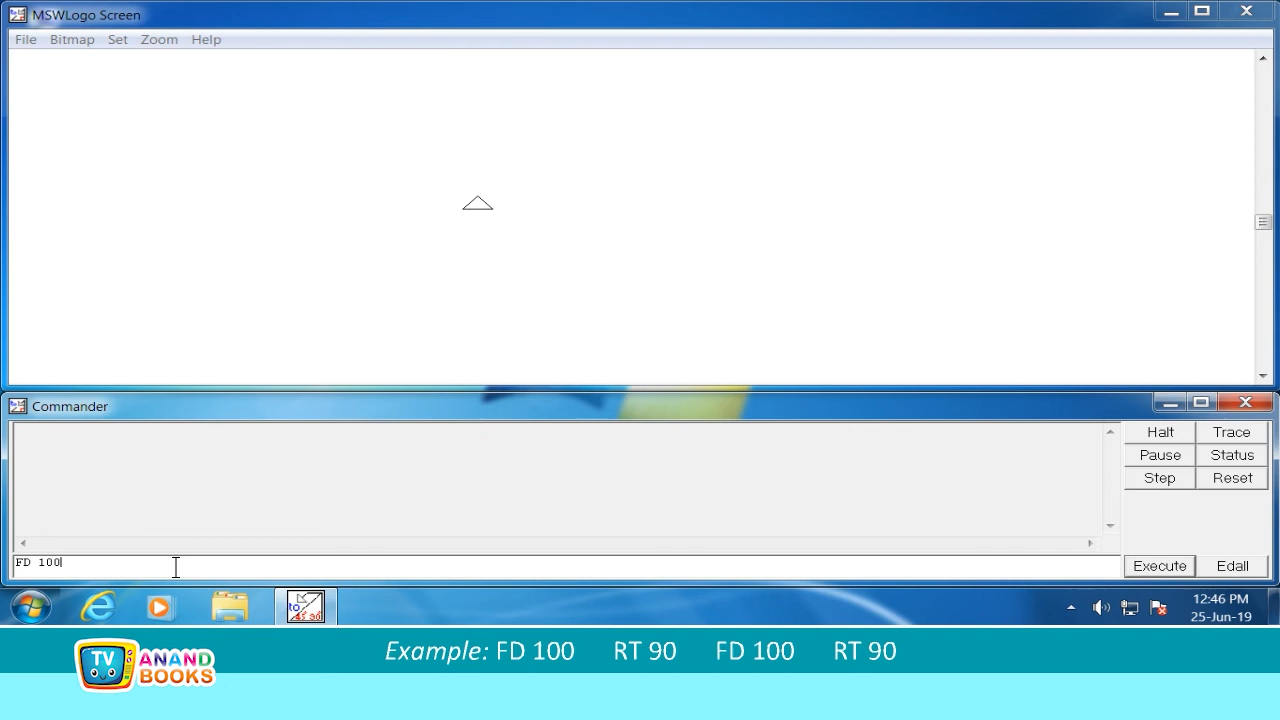 MSWLogo Screen
File Bitmap Set Zoom Help
Commander
Halt Trace
Pause Status
Step Reset
FD 100
Execute Edall
12:46 PM
25-Jun-19
Example: FD 100 RT 90 FD 100 RT 90
TV ANAND
BOOKS